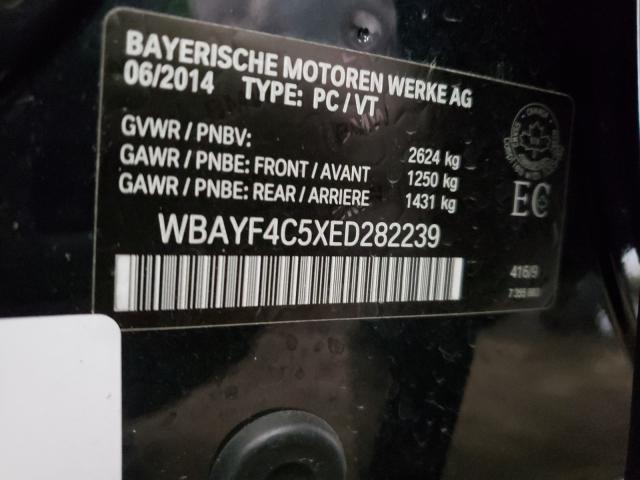 BAYERISCHE MOTOREN WERKE AG
06/2014 TYPE: PC / VT
GVWR / PNBV: 2624 kg
GAWR / PNBE: FRONT / AVANT 1250 kg
GAWR / PNBE: REAR / ARRIERE 1431 kg
WBAYF4C5XED282239
EC
416/9